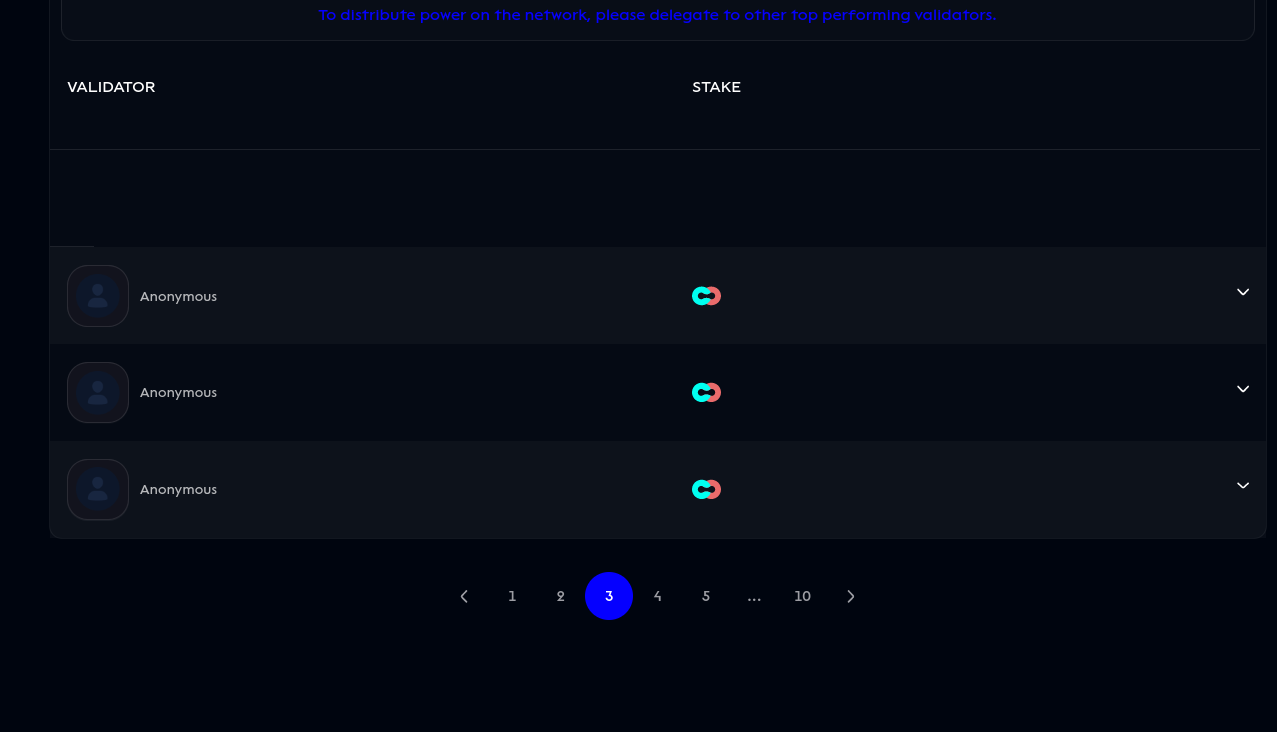 To distribute power on the network, please delegate to other top performing validators.
VALIDATOR STAKE
Anonymous
Anonymous
Anonymous
1 2 3 4 5 ... 10